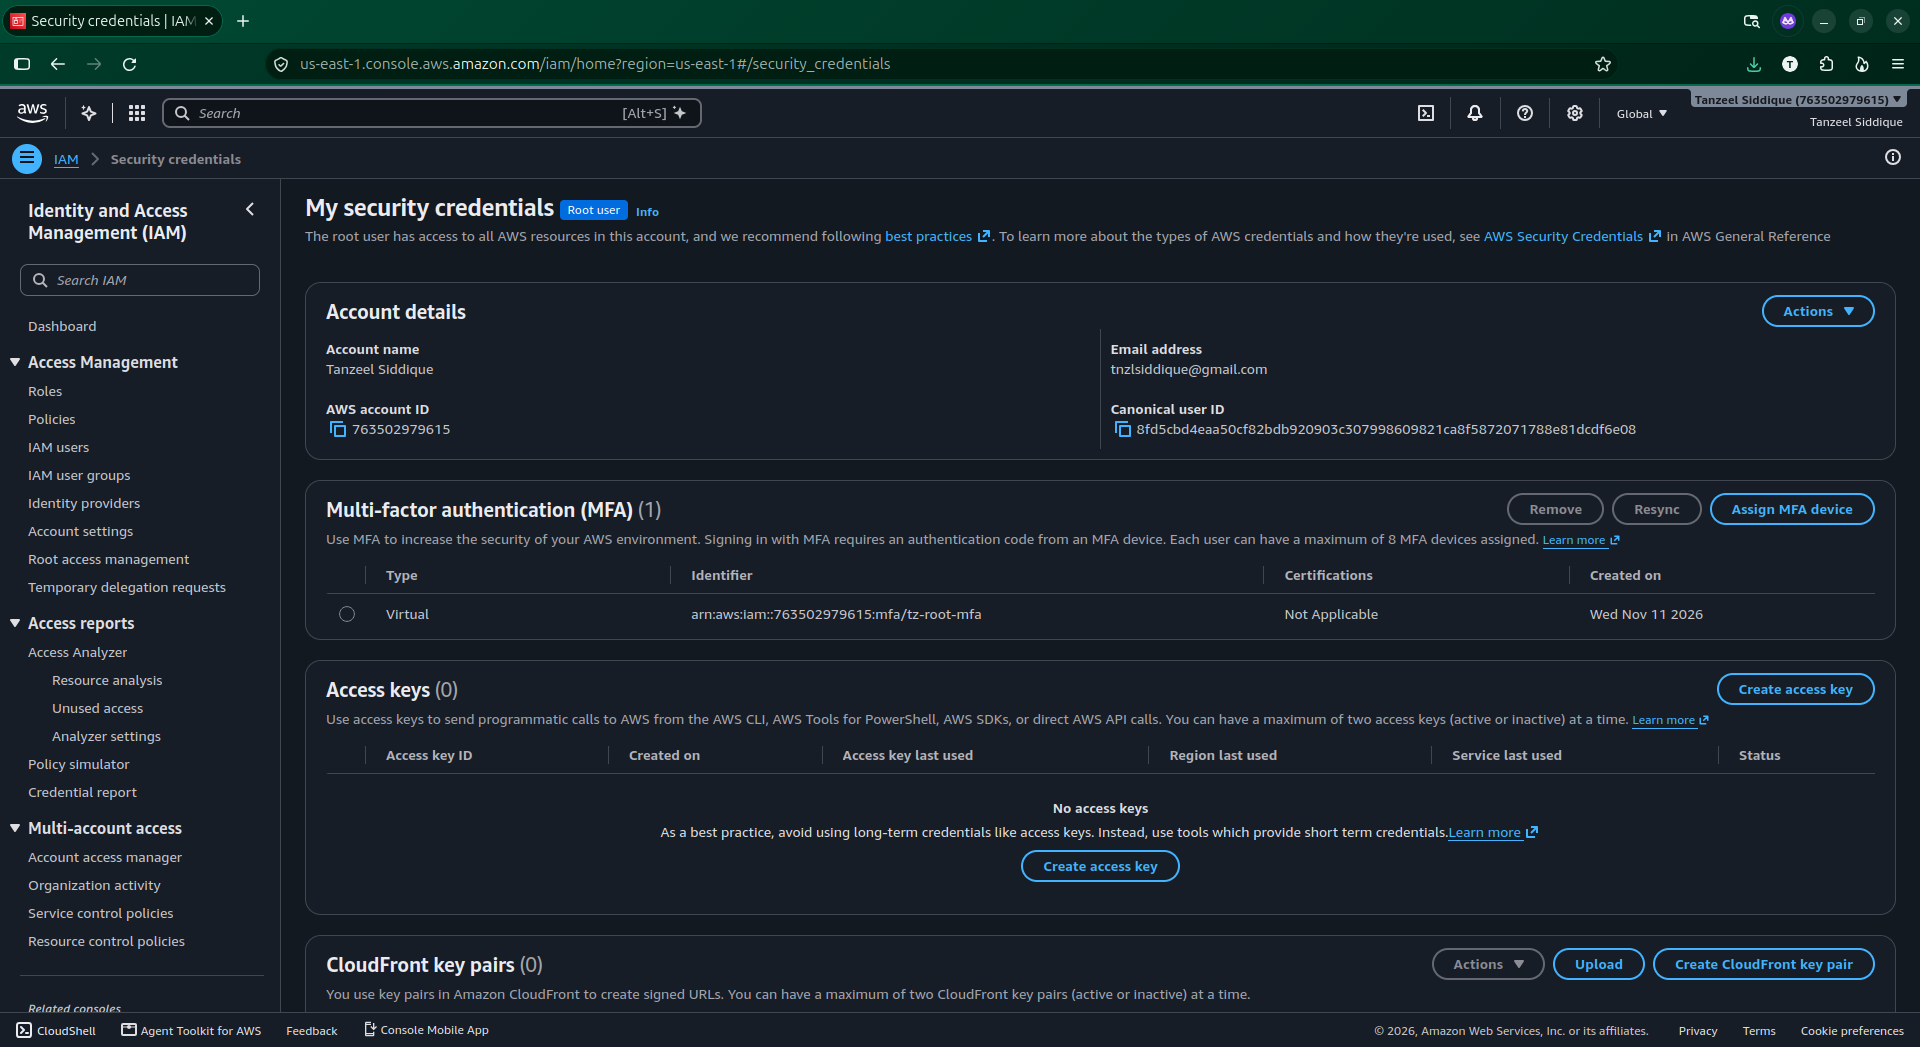 Security credentials | IAM
us-east-1.console.aws.amazon.com/iam/home?region=us-east-1#/security_credentials
T
aws
Search [Alt+S]
Global
Tanzeel Siddique (763502979615)
Tanzeel Siddique
IAM > Security credentials
Identity and Access
Management (IAM)
Search IAM
Dashboard
Access Management
Roles
Policies
IAM users
IAM user groups
Identity providers
Account settings
Root access management
Temporary delegation requests
Access reports
Access Analyzer
Resource analysis
Unused access
Analyzer settings
Policy simulator
Credential report
Multi-account access
Account access manager
Organization activity
Service control policies
Resource control policies
Related consoles
My security credentials Root user Info
The root user has access to all AWS resources in this account, and we recommend following best practices. To learn more about the types of AWS credentials and how they're used, see AWS Security Credentials in AWS General Reference
Account details
Actions
Account name
Tanzeel Siddique
Email address
tnzlsiddique@gmail.com
AWS account ID
763502979615
Canonical user ID
8fd5cbd4eaa50cf82bdb920903c307998609821ca8f5872071788e81dcdf6e08
Multi-factor authentication (MFA) (1)
Remove Resync Assign MFA device
Use MFA to increase the security of your AWS environment. Signing in with MFA requires an authentication code from an MFA device. Each user can have a maximum of 8 MFA devices assigned. Learn more
Type Identifier Certifications Created on
Virtual arn:aws:iam::763502979615:mfa/tz-root-mfa Not Applicable Wed Nov 11 2026
Access keys (0)
Create access key
Use access keys to send programmatic calls to AWS from the AWS CLI, AWS Tools for PowerShell, AWS SDKs, or direct AWS API calls. You can have a maximum of two access keys (active or inactive) at a time. Learn more
Access key ID Created on Access key last used Region last used Service last used Status
No access keys
As a best practice, avoid using long-term credentials like access keys. Instead, use tools which provide short term credentials.Learn more
Create access key
CloudFront key pairs (0)
Actions Upload Create CloudFront key pair
You use key pairs in Amazon CloudFront to create signed URLs. You can have a maximum of two CloudFront key pairs (active or inactive) at a time.
CloudShell Agent Toolkit for AWS Feedback Console Mobile App
© 2026, Amazon Web Services, Inc. or its affiliates. Privacy Terms Cookie preferences